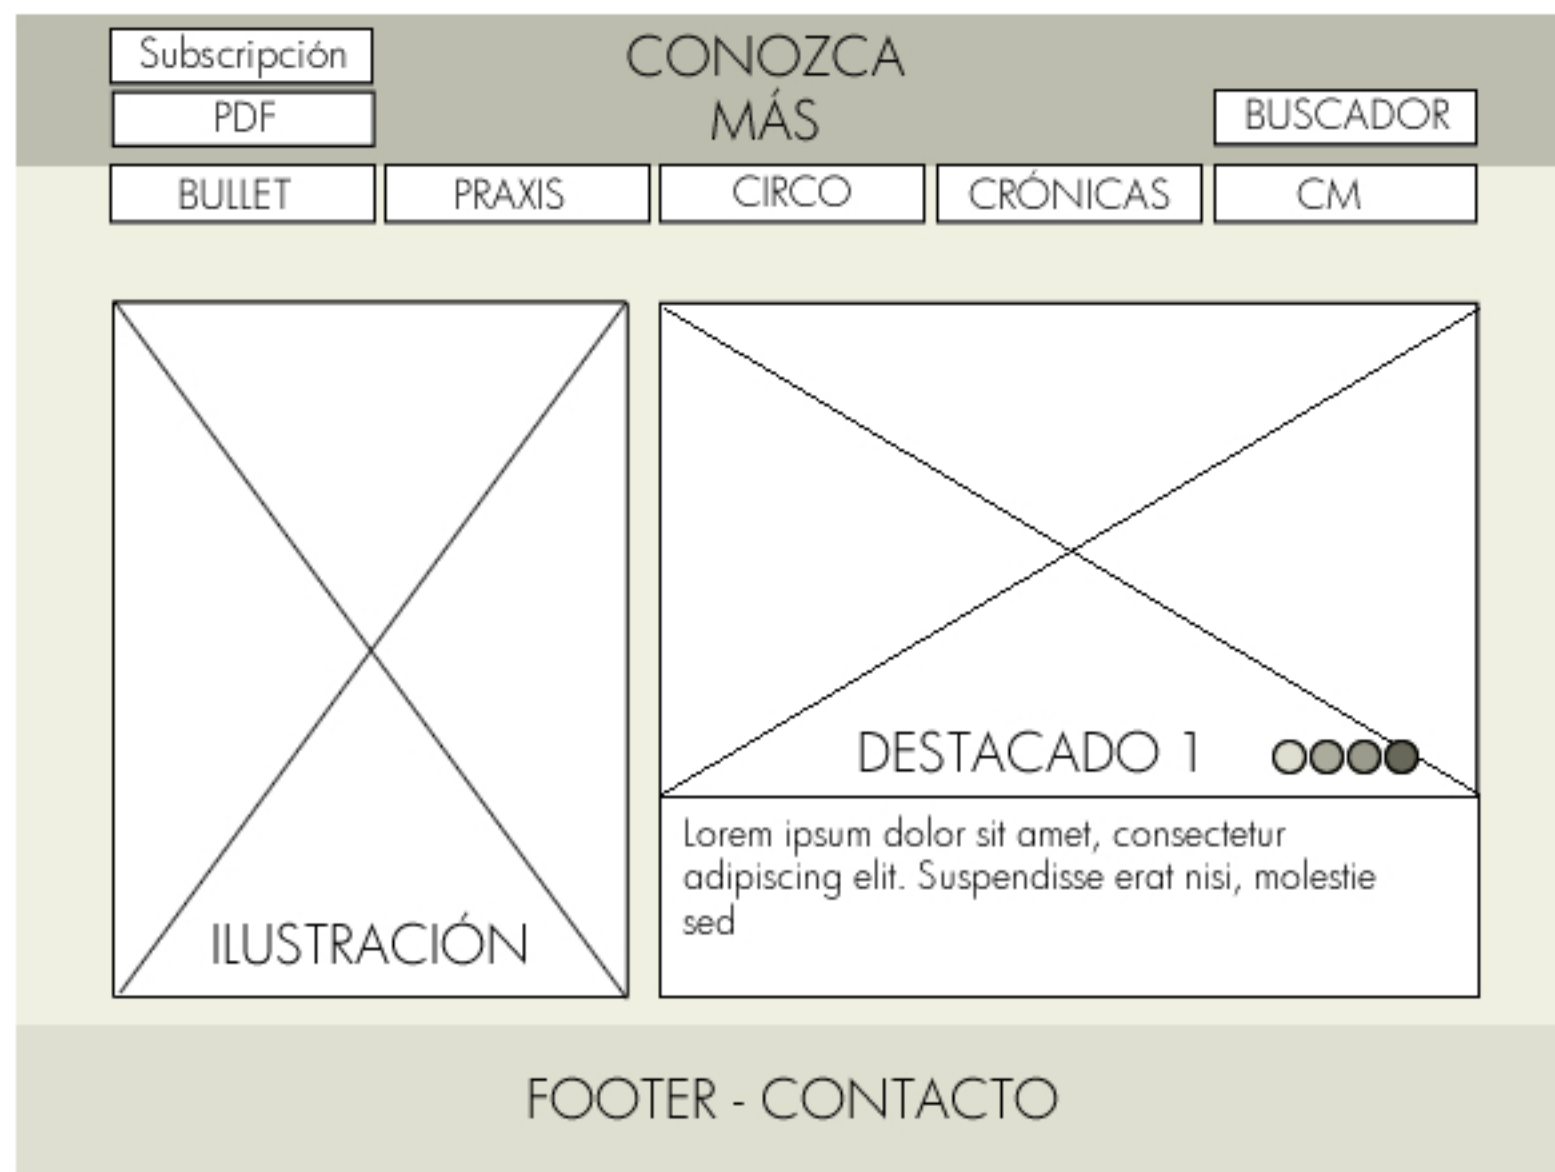 Subscripción
PDF
CONOZCA
MÁS
BUSCADOR
BULLET
PRAXIS
CIRCO
CRÓNICAS
CM
ILUSTRACIÓN
DESTACADO 1
Lorem ipsum dolor sit amet, consectetur
adipiscing elit. Suspendisse erat nisi, molestie
sed
FOOTER - CONTACTO